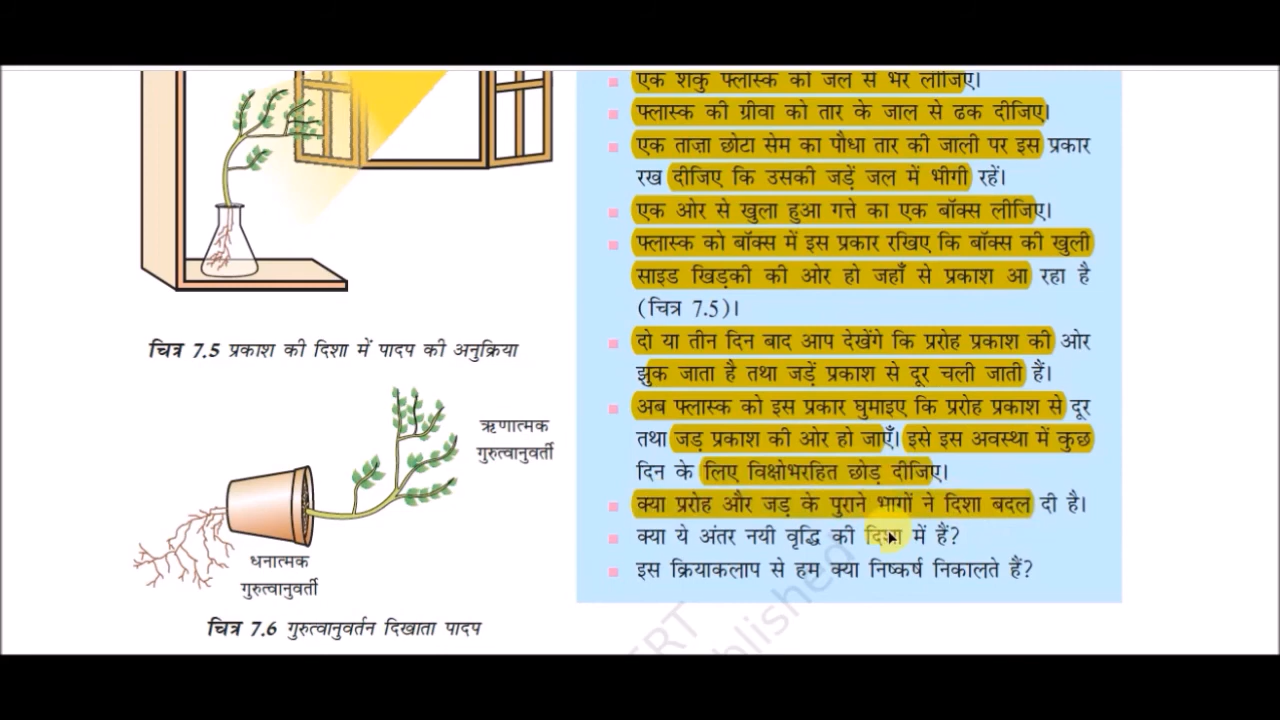 एक शंकु फ्लास्क को जल से भर लीजिए।
फ्लास्क की ग्रीवा को तार के जाल से ढक दीजिए।
एक ताज़ा छोटा सेम का पौधा तार की जाली पर इस प्रकार
रख दीजिए कि उसकी जड़ें जल में भीगी रहें।
एक ओर से खुला हुआ गत्ते का एक बॉक्स लीजिए।
फ्लास्क को बॉक्स में इस प्रकार रखिए कि बॉक्स की खुली
साइड खिड़की की ओर हो जहाँ से प्रकाश आ रहा है
(चित्र 7.5)।
दो या तीन दिन बाद आप देखेंगे कि प्ररोह प्रकाश की ओर
झुक जाता है तथा जड़ें प्रकाश से दूर चली जाती हैं।
अब फ्लास्क को इस प्रकार घुमाइए कि प्ररोह प्रकाश से दूर
तथा जड़ प्रकाश की ओर हो जाएँ। इसे इस अवस्था में कुछ
दिन के लिए विक्षोभरहित छोड़ दीजिए।
क्या प्ररोह और जड़ के पुराने भागों ने दिशा बदल दी है।
क्या ये अंतर नयी वृद्धि की दिशा में हैं?
इस क्रियाकलाप से हम क्या निष्कर्ष निकालते हैं?
चित्र 7.5 प्रकाश की दिशा में पादप की अनुक्रिया
ऋणात्मक
गुरुत्वानुवर्ती
धनात्मक
गुरुत्वानुवर्ती
चित्र 7.6 गुरुत्वानुवर्तन दिखाता पादप